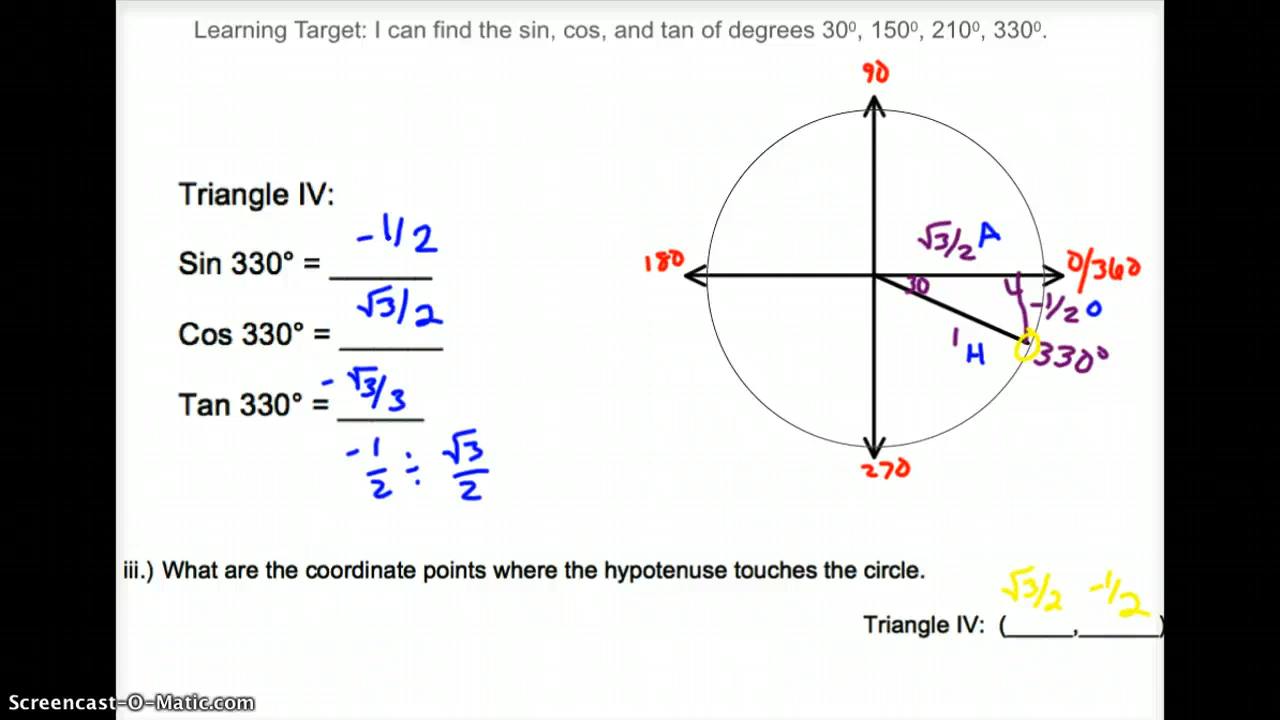 Learning Target: I can find the sin, cos, and tan of degrees 30⁰, 150⁰, 210⁰, 330⁰.
90
Triangle IV:
-1/2
Sin 330° = ______
√3/2
Cos 330° = ______
-√3/3
Tan 330° = ______
-1/2 ÷ √3/2
√3/2 A
180
0/360
30
-1/2 O
1 H
330°
270
iii.) What are the coordinate points where the hypotenuse touches the circle.
√3/2 -1/2
Triangle IV: (_____,______)
Screencast-O-Matic.com